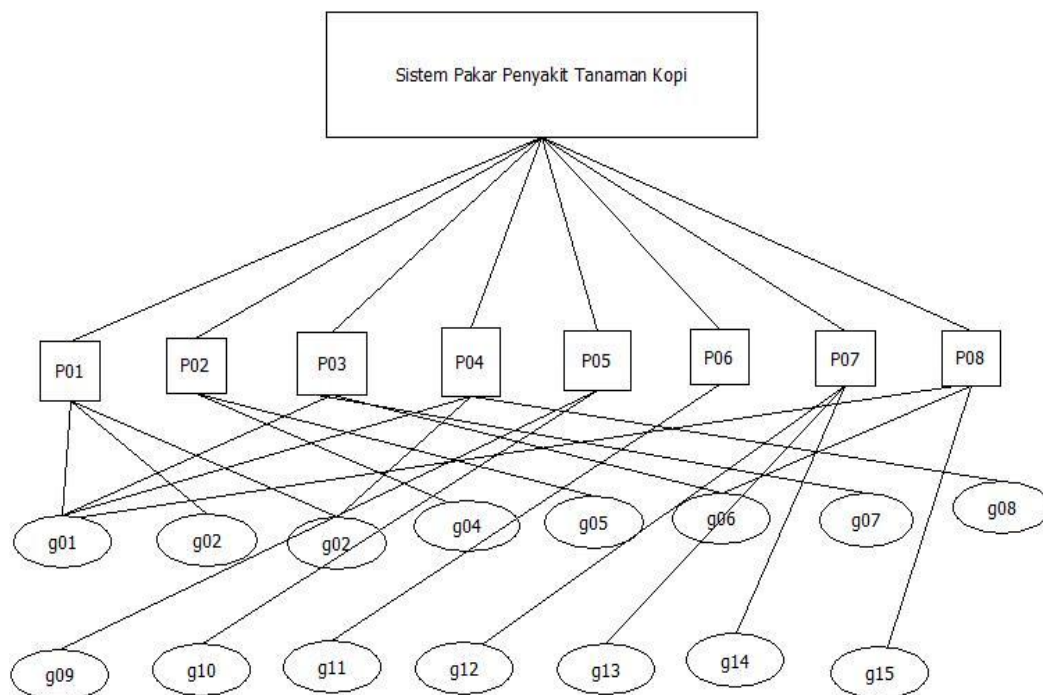 Sistem Pakar Penyakit Tanaman Kopi
P01 P02 P03 P04 P05 P06 P07 P08
g01 g02 g02 g04 g05 g06 g07 g08
g09 g10 g11 g12 g13 g14 g15